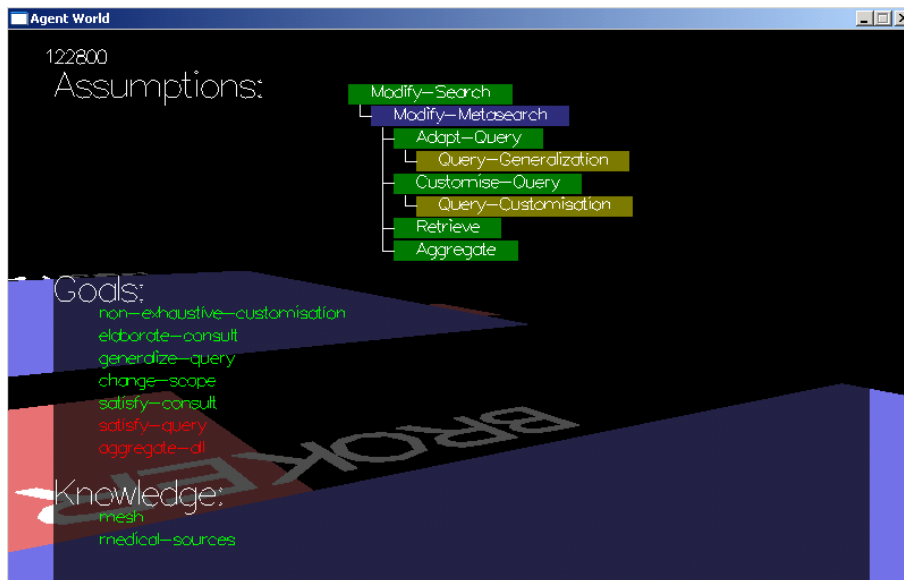 Agent World
122800
Assumptions:
Modify-Search
Modify-Metasearch
Adapt-Query
Query-Generalization
Customise-Query
Query-Customisation
Retrieve
Aggregate
Goals:
non-exhaustive-customisation
elaborate-consult
generalize-query
change-scope
satisfy-consult
satisfy-query
aggregate-all
BROKER
Knowledge:
mesh
medical-sources